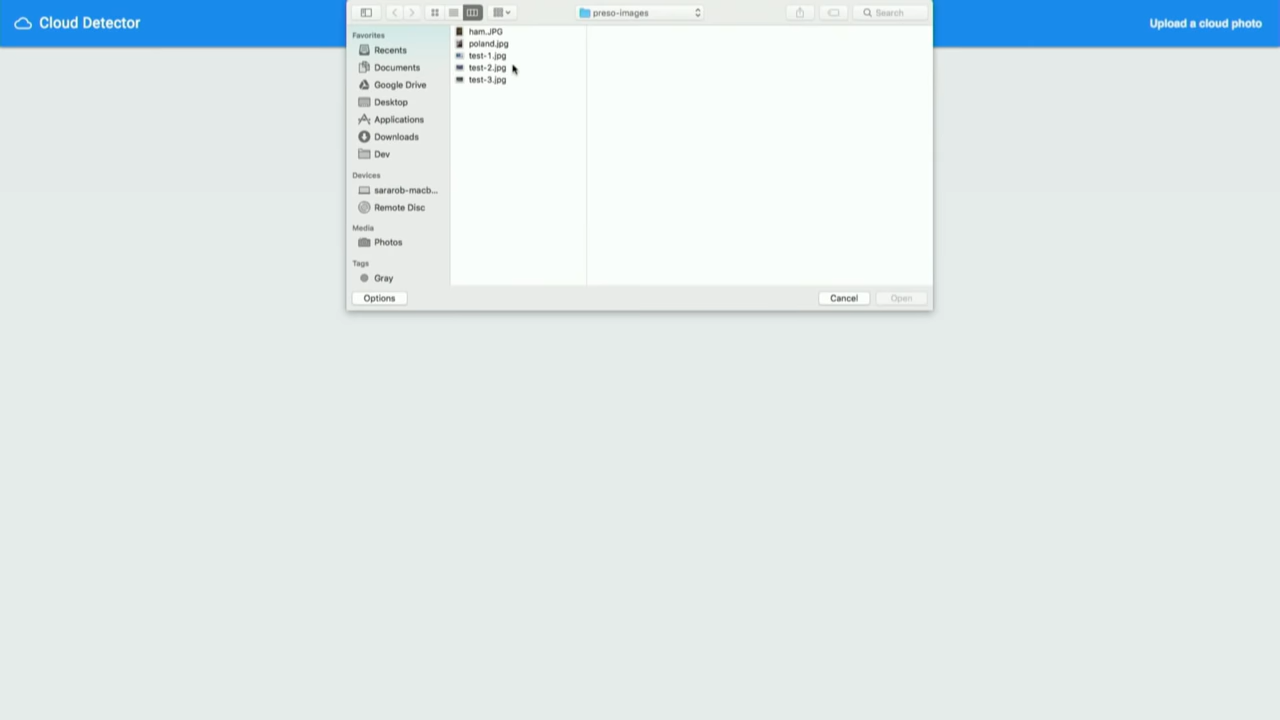 Cloud Detector
Upload a cloud photo
preso-images
Search
Favorites
Recents
Documents
Google Drive
Desktop
Applications
Downloads
Dev
Devices
sararob-macb...
Remote Disc
Media
Photos
Tags
Gray
ham.JPG
poland.jpg
test-1.jpg
test-2.jpg
test-3.jpg
Options
Cancel
Open